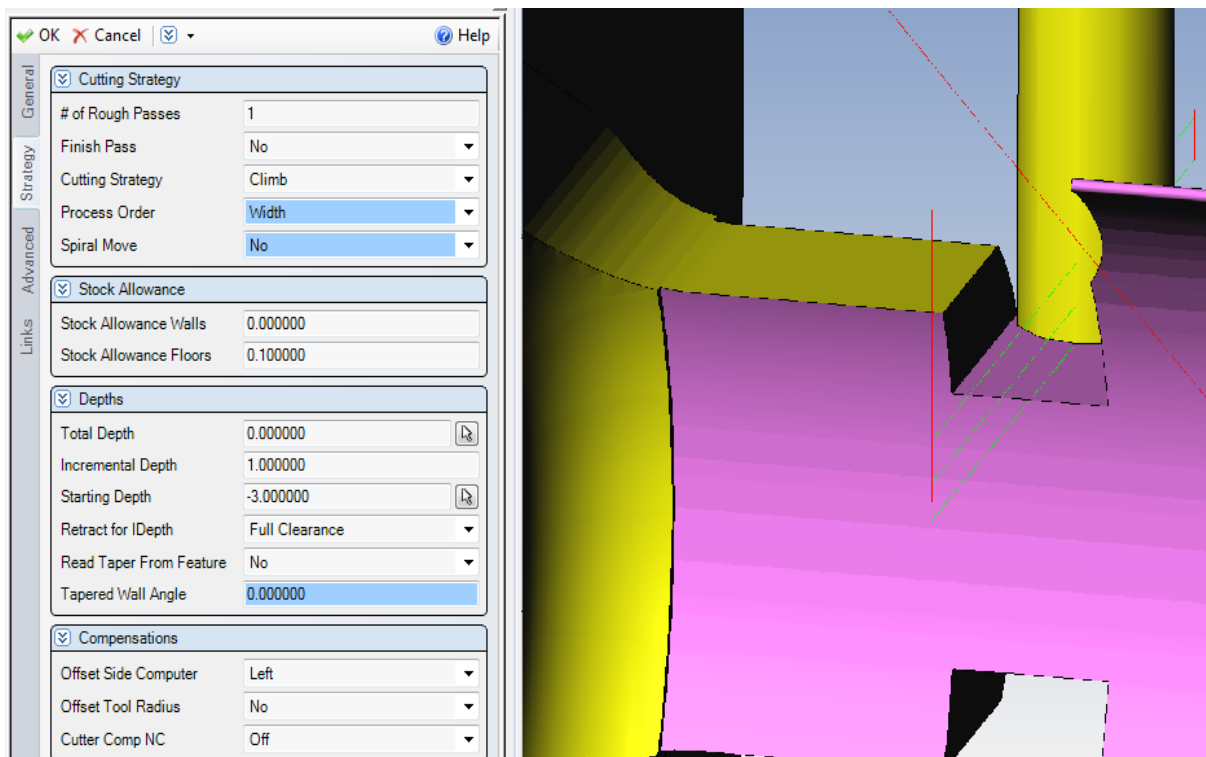 OK Cancel Help
General
Strategy
Advanced
Links
Cutting Strategy
# of Rough Passes 1
Finish Pass No
Cutting Strategy Climb
Process Order Width
Spiral Move No
Stock Allowance
Stock Allowance Walls 0.000000
Stock Allowance Floors 0.100000
Depths
Total Depth 0.000000
Incremental Depth 1.000000
Starting Depth -3.000000
Retract for IDepth Full Clearance
Read Taper From Feature No
Tapered Wall Angle 0.000000
Compensations
Offset Side Computer Left
Offset Tool Radius No
Cutter Comp NC Off